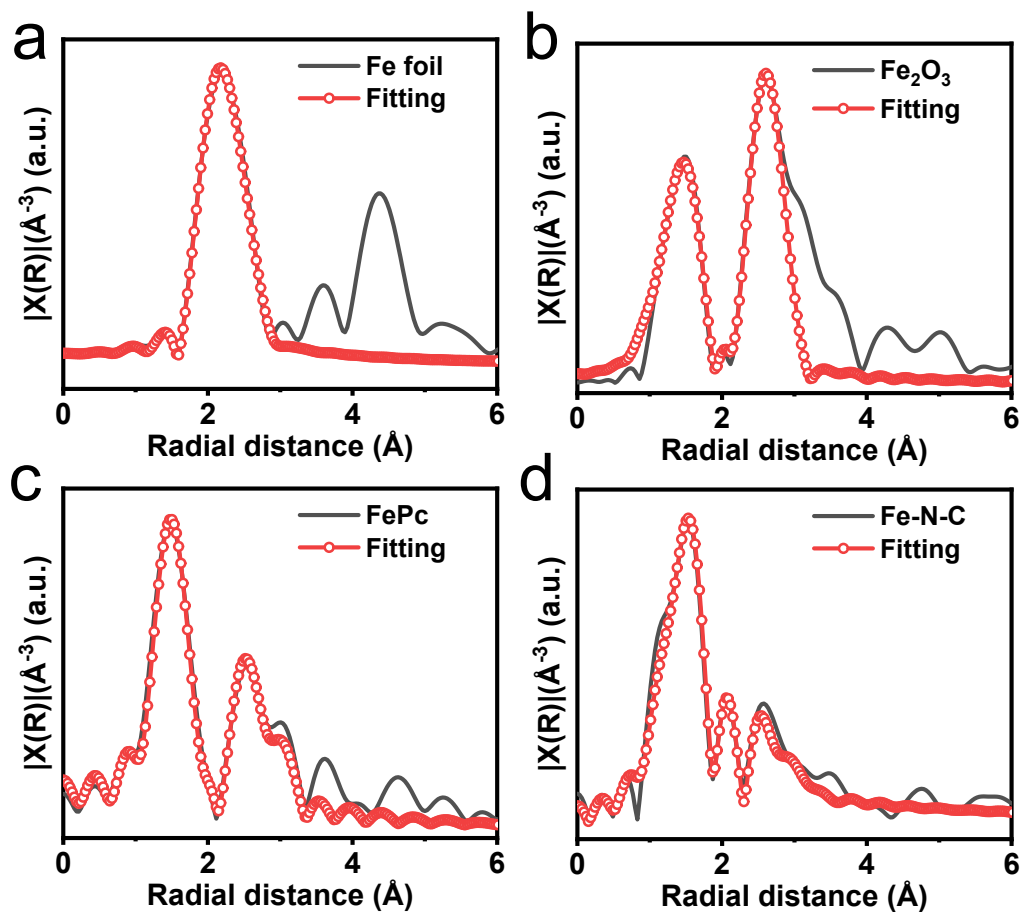 a
Fe foil
Fitting
|X(R)|(Å⁻³) (a.u.)
0 2 4 6
Radial distance (Å)
b
Fe₂O₃
Fitting
|X(R)|(Å⁻³) (a.u.)
0 2 4 6
Radial distance (Å)
c
FePc
Fitting
|X(R)|(Å⁻³) (a.u.)
0 2 4 6
Radial distance (Å)
d
Fe-N-C
Fitting
|X(R)|(Å⁻³) (a.u.)
0 2 4 6
Radial distance (Å)